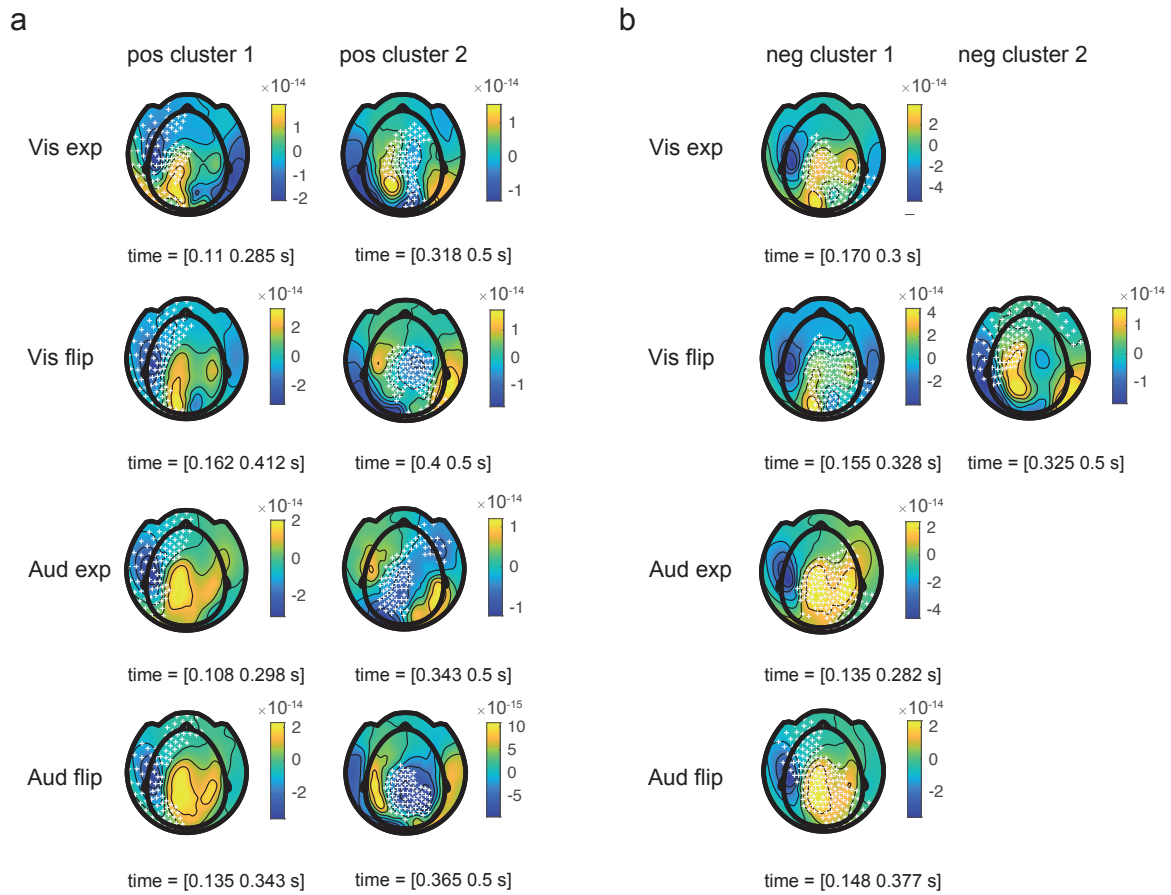 a
b
pos cluster 1
pos cluster 2
neg cluster 1
neg cluster 2
Vis exp
×10⁻¹⁴
1
0
-1
-2
×10⁻¹⁴
1
0
-1
Vis exp
×10⁻¹⁴
2
0
-2
-4
time = [0.11 0.285 s]
time = [0.318 0.5 s]
time = [0.170 0.3 s]
Vis flip
×10⁻¹⁴
2
0
-2
×10⁻¹⁴
1
0
-1
Vis flip
×10⁻¹⁴
4
2
0
-2
×10⁻¹⁴
1
0
-1
time = [0.162 0.412 s]
time = [0.4 0.5 s]
time = [0.155 0.328 s]
time = [0.325 0.5 s]
Aud exp
×10⁻¹⁴
2
0
-2
×10⁻¹⁴
1
0
-1
Aud exp
×10⁻¹⁴
2
0
-2
-4
time = [0.108 0.298 s]
time = [0.343 0.5 s]
time = [0.135 0.282 s]
Aud flip
×10⁻¹⁴
2
0
-2
×10⁻¹⁵
10
5
0
-5
Aud flip
×10⁻¹⁴
2
0
-2
time = [0.135 0.343 s]
time = [0.365 0.5 s]
time = [0.148 0.377 s]